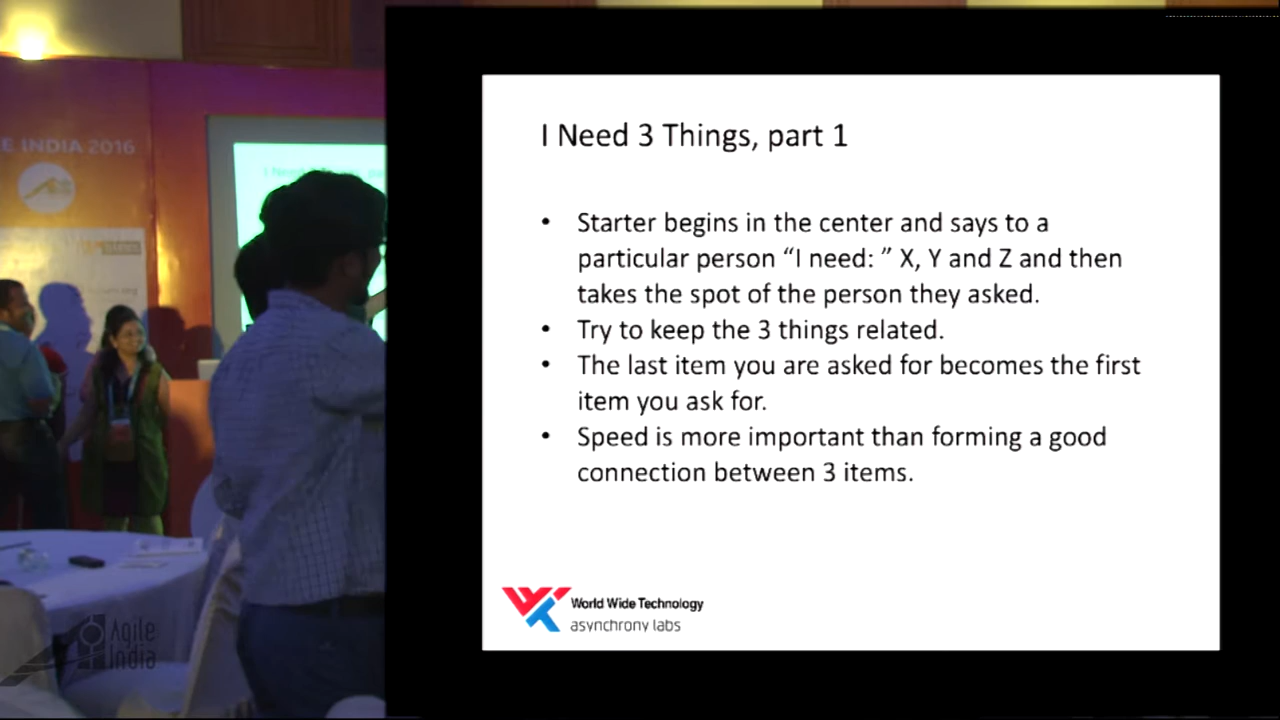 E INDIA 2016
I Need 3 Things, part 1
• Starter begins in the center and says to a
particular person “I need: ” X, Y and Z and then
takes the spot of the person they asked.
• Try to keep the 3 things related.
• The last item you are asked for becomes the first
item you ask for.
• Speed is more important than forming a good
connection between 3 items.
World Wide Technology
asynchrony labs
Agile
India